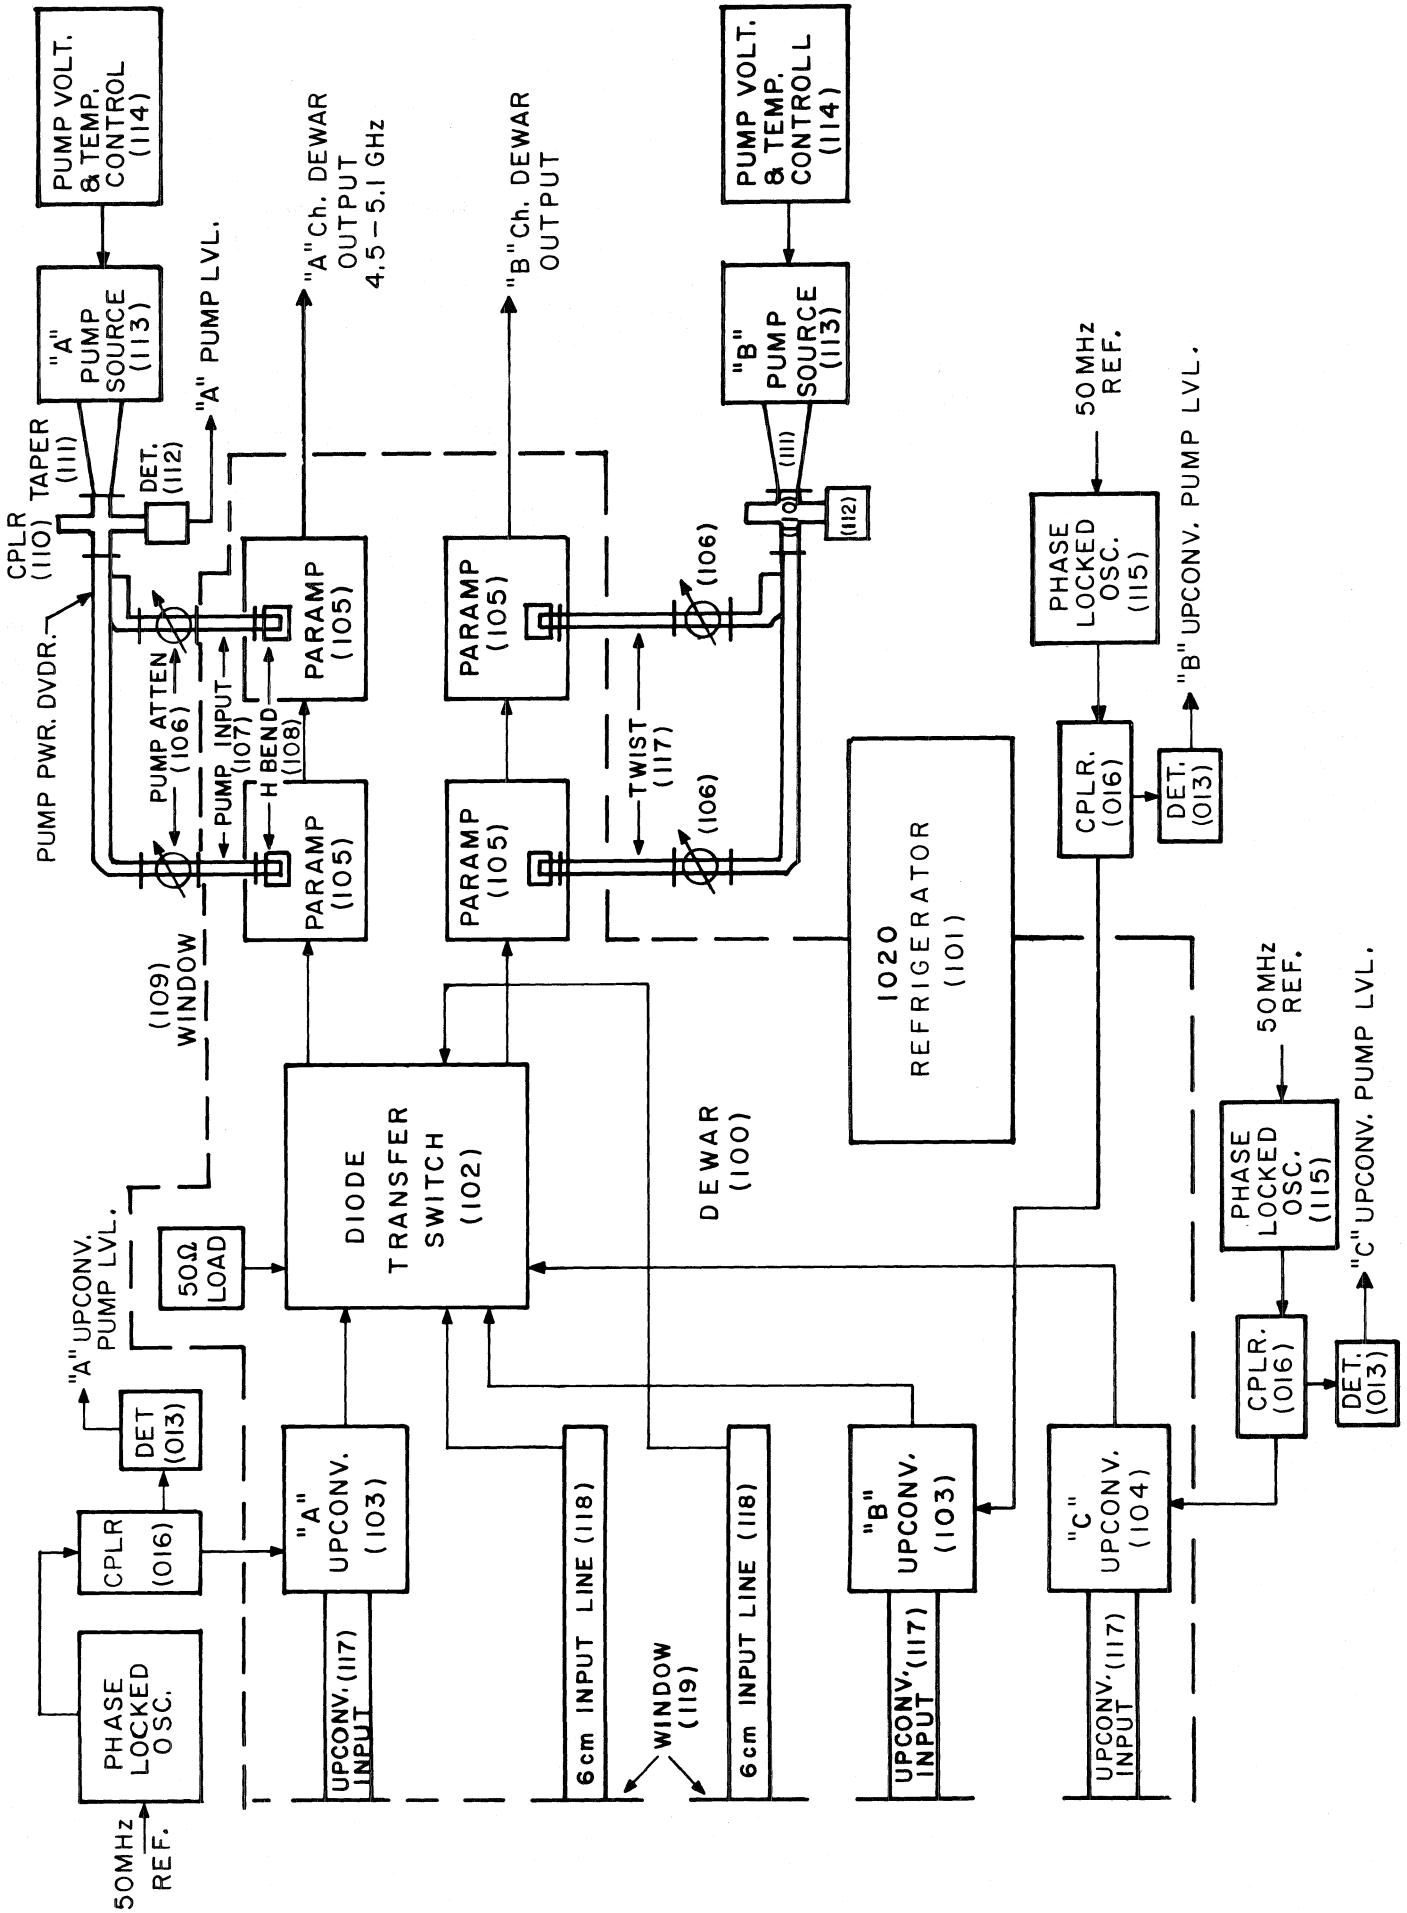 50MHz
REF.
PHASE
LOCKED
OSC.
CPLR
(016)
DET
(013)
"A" UPCONV.
PUMP LVL.
50Ω
LOAD
(109)
WINDOW
PUMP PWR. DVDR.
CPLR
(110)
TAPER
(111)
DET.
(112)
"A" PUMP LVL.
"A"
PUMP
SOURCE
(113)
PUMP VOLT.
& TEMP.
CONTROL
(114)
PUMP ATTEN
(106)
PUMP INPUT
(107)
H BEND
(108)
UPCONV.
INPUT
(117)
"A"
UPCONV.
(103)
DIODE
TRANSFER
SWITCH
(102)
PARAMP
(105)
PARAMP
(105)
"A" Ch. DEWAR
OUTPUT
4.5-5.1 GHz
6cm INPUT LINE (118)
PARAMP
(105)
PARAMP
(105)
"B" Ch. DEWAR
OUTPUT
WINDOW
(119)
6cm INPUT LINE (118)
DEWAR
(100)
TWIST
(117)
(106)
(106)
(110)
(111)
(112)
"B"
PUMP
SOURCE
(113)
PUMP VOLT.
& TEMP.
CONTROLL
(114)
UPCONV.
INPUT
(117)
"B"
UPCONV.
(103)
1020
REFRIGERATOR
(101)
CPLR.
(016)
DET.
(013)
PHASE
LOCKED
OSC.
(115)
50MHz
REF.
"B" UPCONV. PUMP LVL.
UPCONV.
INPUT
(117)
"C"
UPCONV.
(104)
CPLR.
(016)
DET.
(013)
PHASE
LOCKED
OSC.
(115)
50MHz
REF.
"C" UPCONV. PUMP LVL.